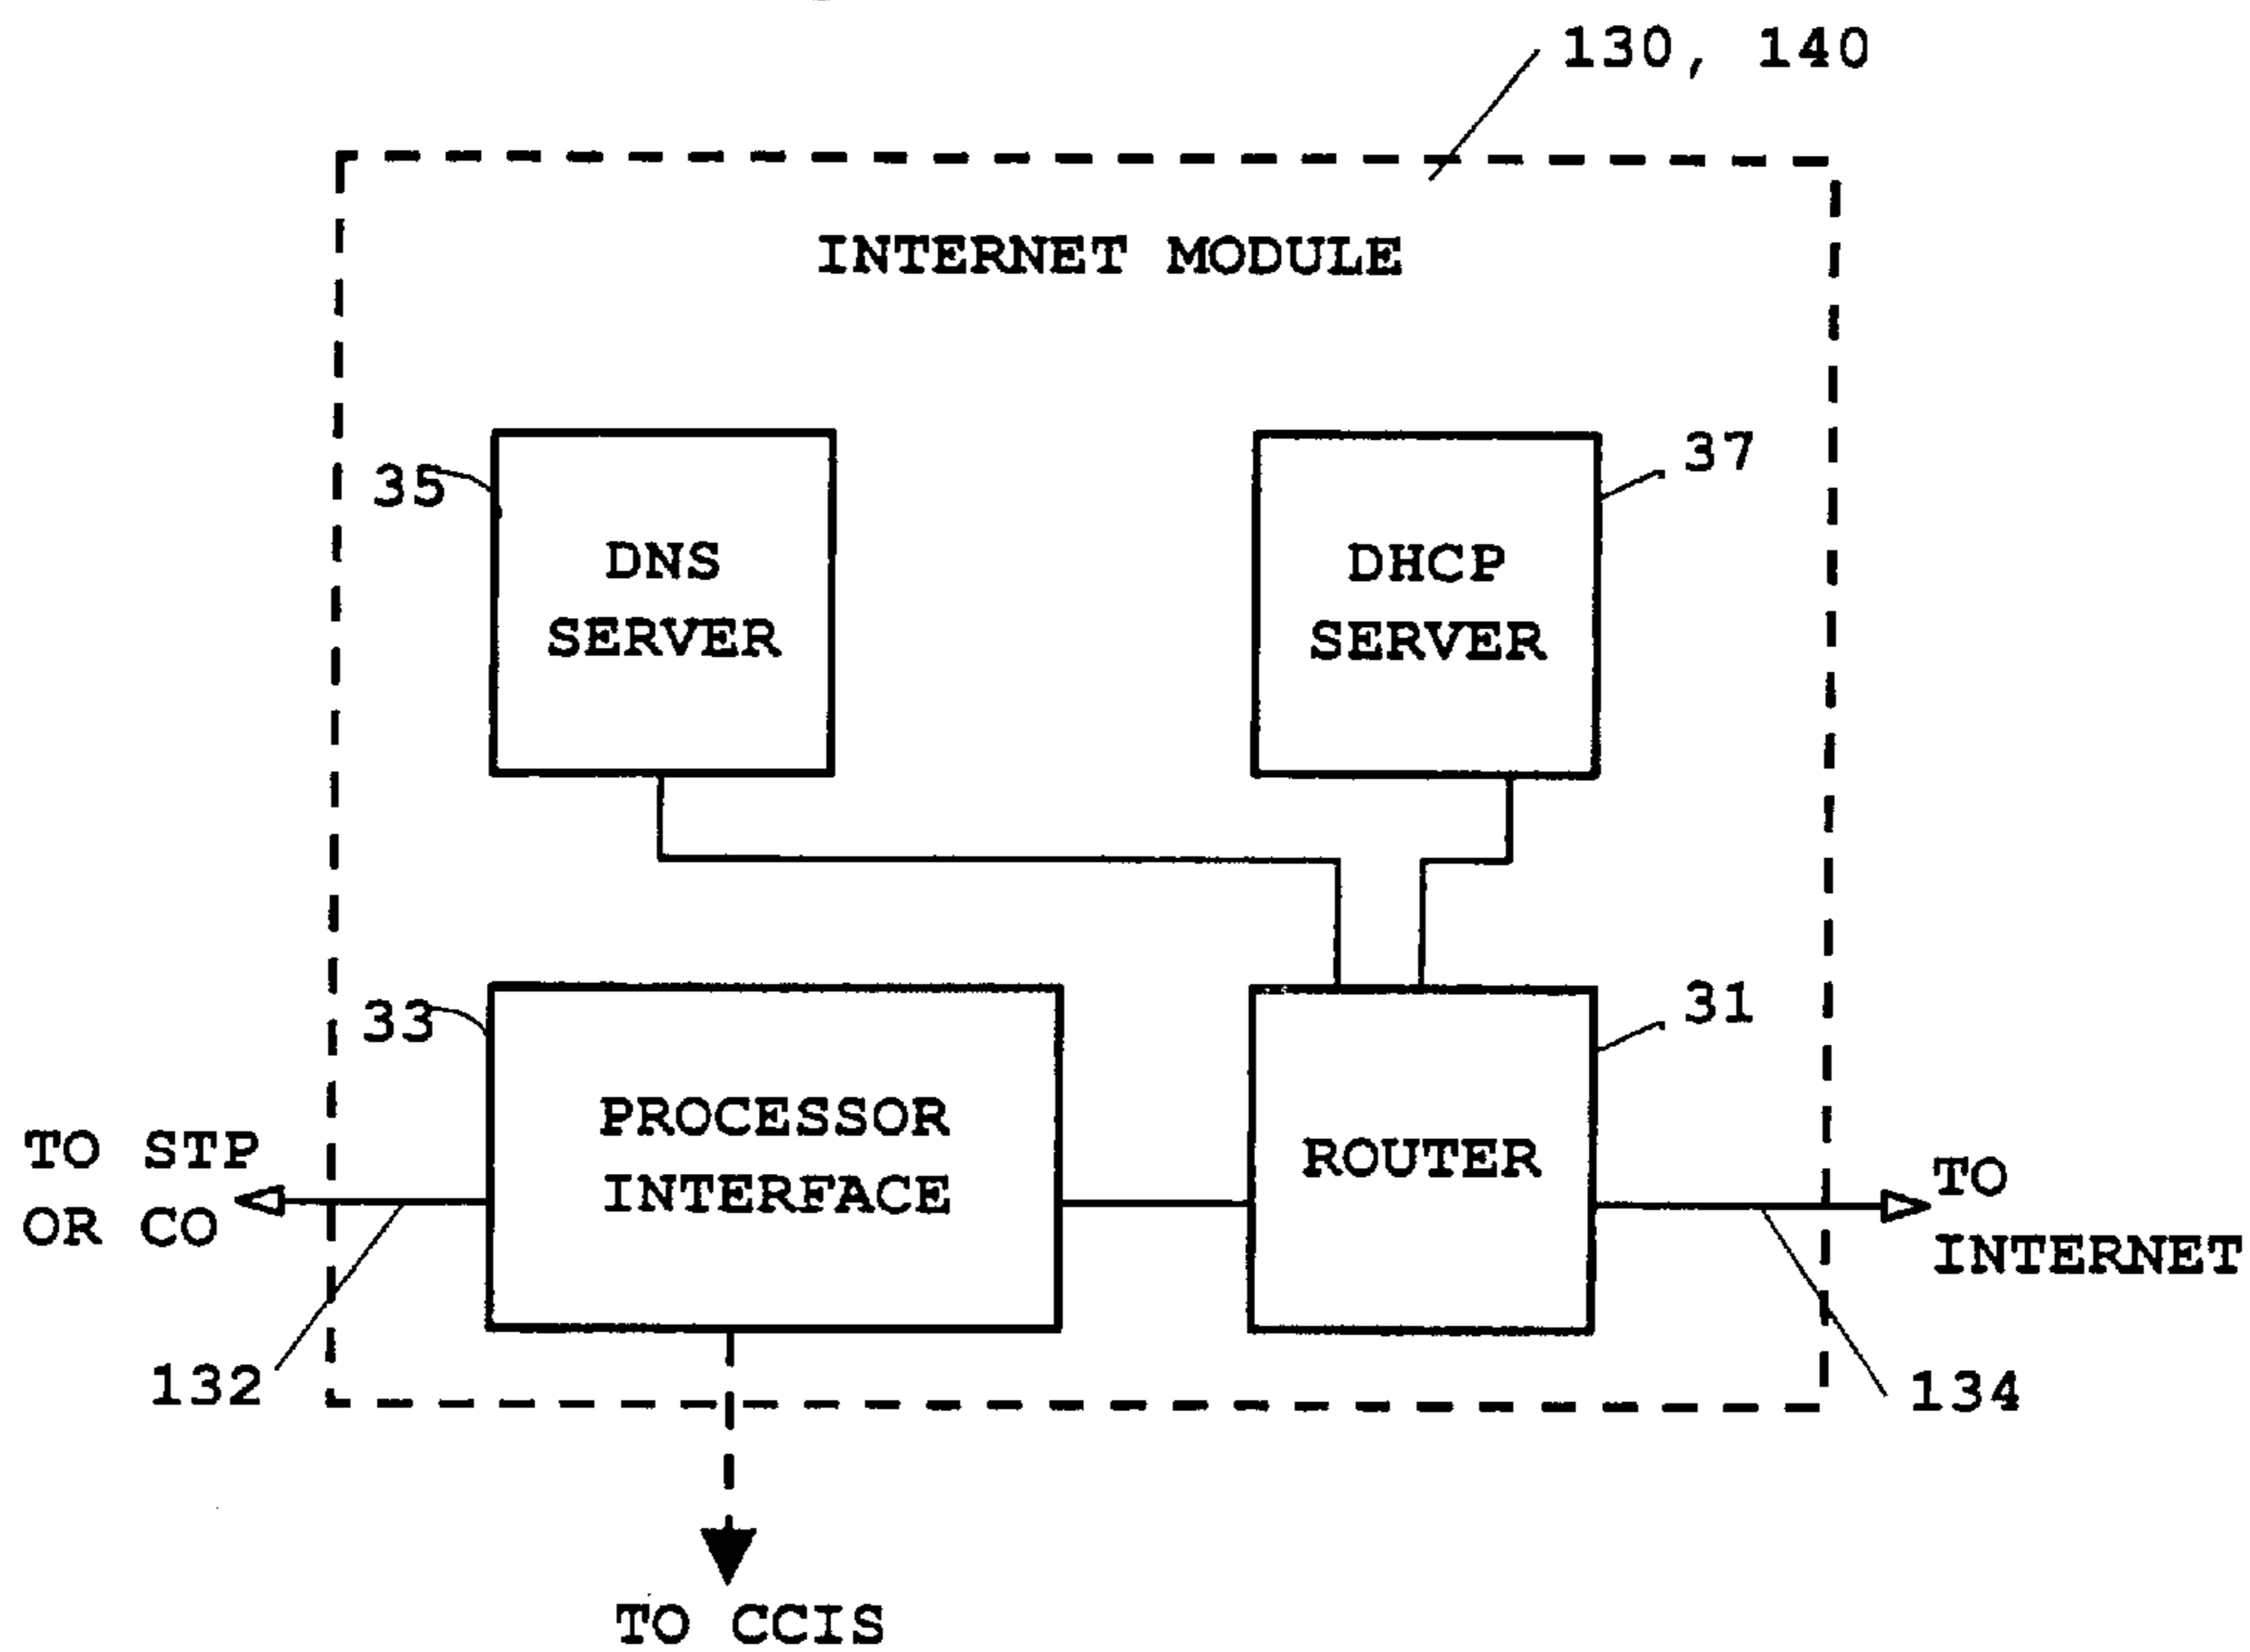 130, 140
INTERNET MODULE
35
DNS
SERVER
37
DHCP
SERVER
33
PROCESSOR
INTERFACE
31
ROUTER
TO STP
OR CO
TO
INTERNET
132
134
TO CCIS